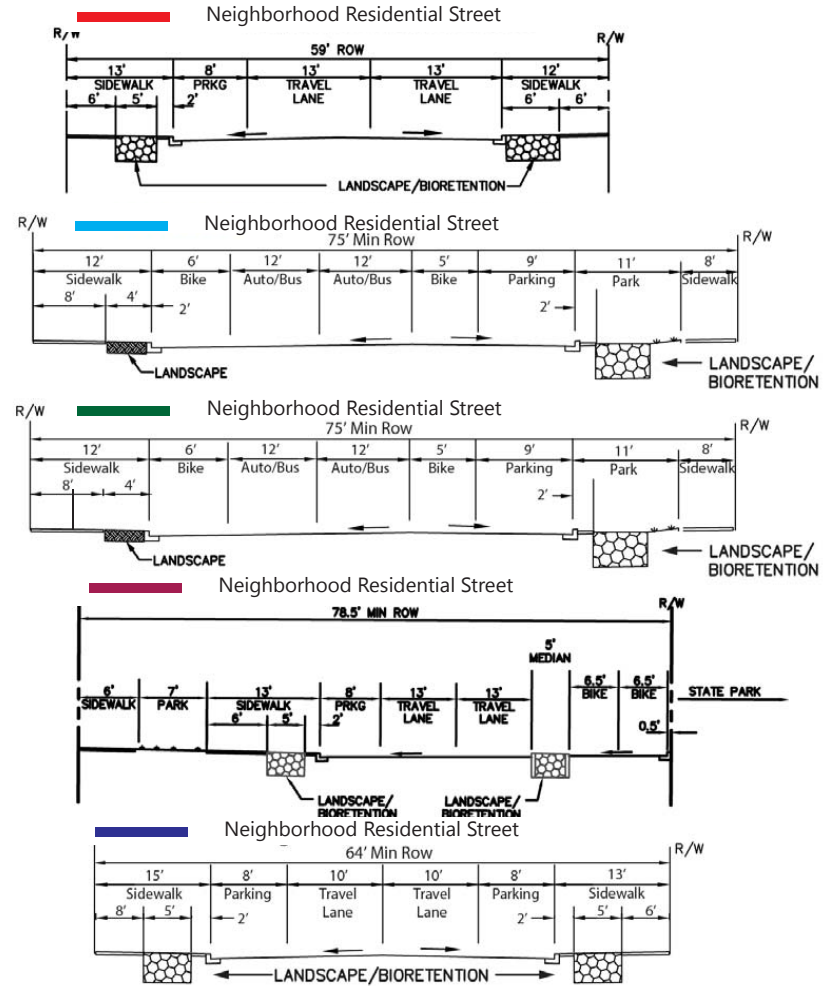 Neighborhood Residential Street
R/W R/W
59' ROW
13' 8' 13' 13' 12'
SIDEWALK PRKG TRAVEL LANE TRAVEL LANE SIDEWALK
6' 5' 2' 6' 6'
LANDSCAPE/BIORETENTION
Neighborhood Residential Street
R/W R/W
75' Min Row
12' 6' 12' 12' 5' 9' 11' 8'
Sidewalk Bike Auto/Bus Auto/Bus Bike Parking Park Sidewalk
8' 4' 2' 2'
LANDSCAPE
LANDSCAPE/
BIORETENTION
Neighborhood Residential Street
R/W R/W
75' Min Row
12' 6' 12' 12' 5' 9' 11' 8'
Sidewalk Bike Auto/Bus Auto/Bus Bike Parking Park Sidewalk
8' 4' 2'
LANDSCAPE
LANDSCAPE/
BIORETENTION
Neighborhood Residential Street
R/W
78.5' MIN ROW
5'
MEDIAN
6' 7' 13' 8' 13' 13' 6.5' 6.5'
SIDEWALK PARK SIDEWALK PRKG TRAVEL LANE TRAVEL LANE BIKE BIKE STATE PARK
6' 5' 2' 0.5'
LANDSCAPE/ LANDSCAPE/
BIORETENTION BIORETENTION
Neighborhood Residential Street
R/W
64' Min Row
15' 8' 10' 10' 8' 13'
Sidewalk Parking Travel Lane Travel Lane Parking Sidewalk
8' 5' 2' 2' 5' 6'
LANDSCAPE/BIORETENTION